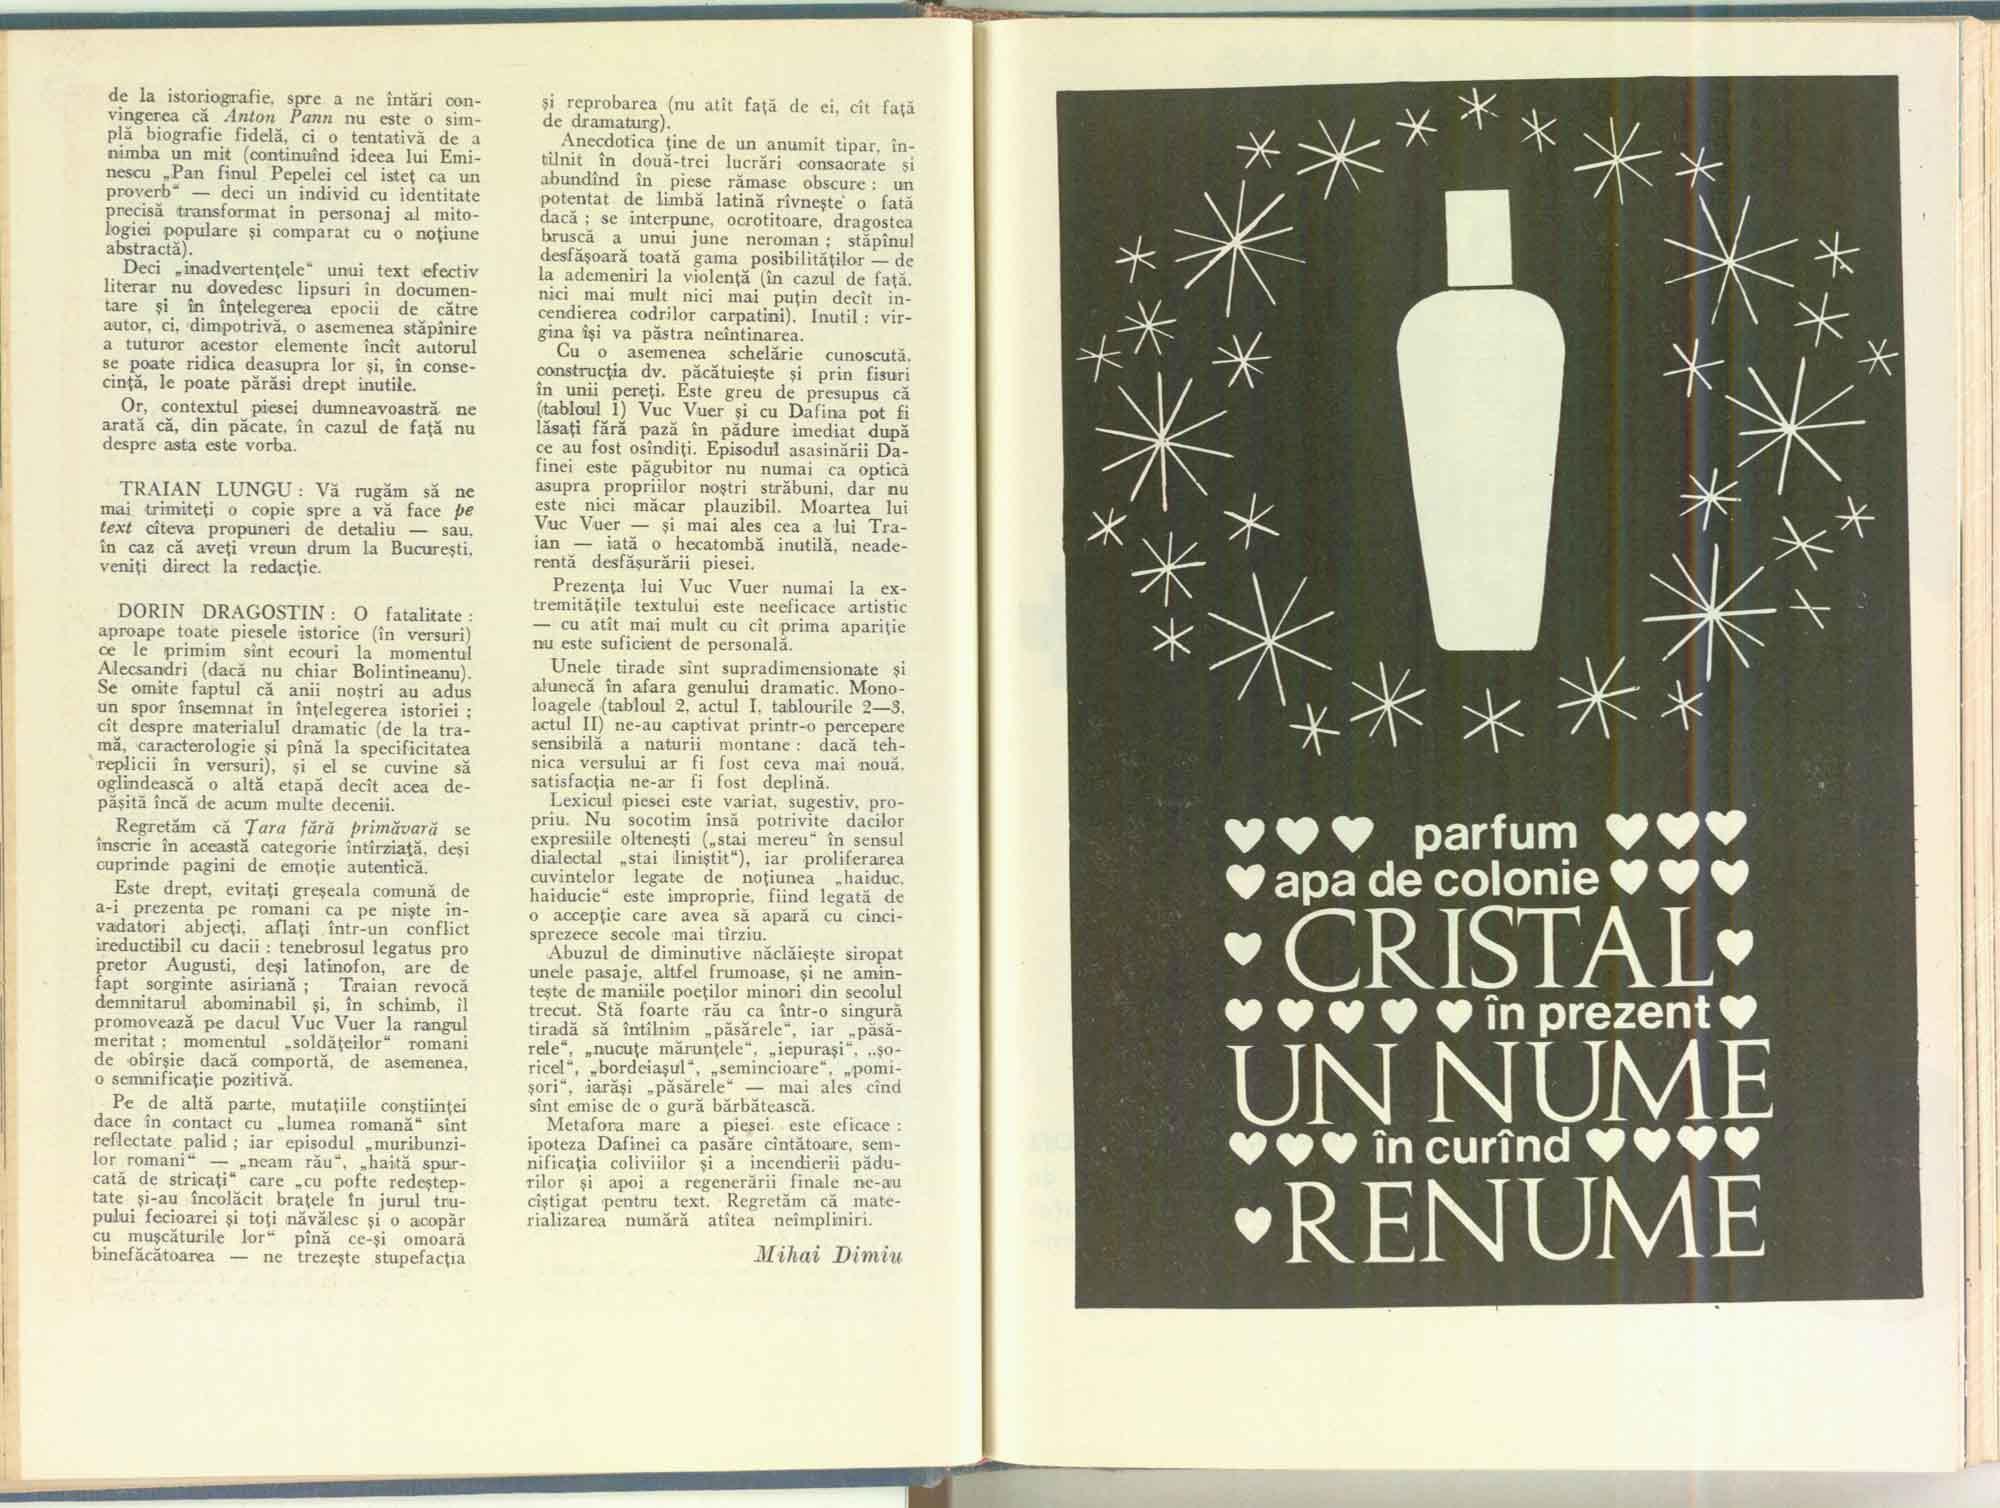 de la istoriografie, spre a ne întări con-
vingerea că Anton Pann nu este o sim-
plă biografie fidelă, ci o tentativă de a
nimba un mit (continuînd ideea lui Emi-
nescu „Pan finul Pepelei cel isteț ca un
proverb“ — deci un individ cu identitate
precisă transformat în personaj al mito-
logiei populare și comparat cu o noțiune
abstractă).
Deci „inadvertențele“ unui text efectiv
literar nu dovedesc lipsuri în documen-
tare și în înțelegerea epocii de către
autor, ci, dimpotrivă, o asemenea stăpînire
a tuturor acestor elemente încît autorul
se poate ridica deasupra lor și, în conse-
cință, le poate părăsi drept inutile.
Or, contextul piesei dumneavoastră ne
arată că, din păcate, în cazul de față nu
despre asta este vorba.
TRAIAN LUNGU : Vă rugăm să ne
mai trimiteți o copie spre a vă face pe
text cîteva propuneri de detaliu — sau,
în caz că aveți vreun drum la București,
veniți direct la redacție.
DORIN DRAGOSTIN : O fatalitate :
aproape toate piesele istorice (în versuri)
ce le primim sînt ecouri la momentul
Alecsandri (dacă nu chiar Bolintineanu).
Se omite faptul că anii noștri au adus
un spor însemnat în înțelegerea istoriei ;
cît despre materialul dramatic (de la tra-
mă, caracterologie și pînă la specificitatea
replicii în versuri), și el se cuvine să
oglindească o altă etapă decît acea de-
pășită încă de acum multe decenii.
Regretăm că Țara fără primăvară se
înscrie în această categorie întîrziată, deși
cuprinde pagini de emoție autentică.
Este drept, evitați greșeala comună de
a-i prezenta pe romani ca pe niște in-
vadatori abjecți, aflați într-un conflict
ireductibil cu dacii : tenebrosul legatus pro
pretor Augusti, deși latinofon, are de
fapt sorginte asiriană ; Traian revocă
demnitarul abominabil și, în schimb, îl
promovează pe dacul Vuc Vuer la rangul
meritat ; momentul „soldățeilor“ romani
de obîrșie dacă comportă, de asemenea,
o semnificație pozitivă.
Pe de altă parte, mutațiile conștiinței
dace în contact cu „lumea romană“ sînt
reflectate palid ; iar episodul „muribunzi-
lor romani“ — „neam rău“, „haită spur-
cată de stricați“ care „cu pofte redeștep-
tate și-au încolăcit brațele în jurul tru-
pului fecioarei și toți năvălesc și o acopăr
cu mușcăturile lor“ pînă ce-și omoară
binefăcătoarea — ne trezește stupefacția
și reprobarea (nu atît față de ei, cît față
de dramaturg).
Anecdotica ține de un anumit tipar, în-
tîlnit în două-trei lucrări consacrate și
abundînd în piese rămase obscure : un
potentat de limbă latină rîvnește o fată
dacă ; se interpune, ocrotitoare, dragostea
bruscă a unui june neroman ; stăpînul
desfășoară toată gama posibilităților — de
la ademeniri la violență (în cazul de față,
nici mai mult nici mai puțin decît in-
cendierea codrilor carpatini). Inutil : vir-
gina își va păstra neîntinarea.
Cu o asemenea schelărie cunoscută,
construcția dv. păcătuiește și prin fisuri
în unii pereți. Este greu de presupus că
(tabloul 1) Vuc Vuer și cu Dafina pot fi
lăsați fără pază în pădure imediat după
ce au fost osîndiți. Episodul asasinării Da-
finei este păgubitor nu numai ca optică
asupra propriilor noștri străbuni, dar nu
este nici măcar plauzibil. Moartea lui
Vuc Vuer — și mai ales cea a lui Tra-
ian — iată o hecatombă inutilă, neade-
rentă desfășurării piesei.
Prezența lui Vuc Vuer numai la ex-
tremitățile textului este neeficace artistic
— cu atît mai mult cu cît prima apariție
nu este suficient de personală.
Unele tirade sînt supradimensionate și
alunecă în afara genului dramatic. Mono-
loagele (tabloul 2, actul I, tablourile 2—3,
actul II) ne-au captivat printr-o percepere
sensibilă a naturii montane : dacă teh-
nica versului ar fi fost ceva mai nouă,
satisfacția ne-ar fi fost deplină.
Lexicul piesei este variat, sugestiv, pro-
priu. Nu socotim însă potrivite dacilor
expresiile oltenești („stai mereu“ în sensul
dialectal „stai liniștit“), iar proliferarea
cuvintelor legate de noțiunea „haiduc,
haiducie“ este improprie, fiind legată de
o accepție care avea să apară cu cinci-
sprezece secole mai tîrziu.
Abuzul de diminutive năclăiește siropat
unele pasaje, altfel frumoase, și ne amin-
tește de maniile poeților minori din secolul
trecut. Stă foarte rău ca într-o singură
tiradă să întîlnim „păsărele“, iar „păsă-
rele“, „nucuțe mărunțele“, „iepurași“, „șo-
ricel“, „bordeiașul“, „semincioare“, „pomi-
șori“, iarăși „păsărele“ — mai ales cînd
sînt emise de o gură bărbătească.
Metafora mare a piesei este eficace :
ipoteza Dafinei ca pasăre cîntătoare, sem-
nificația coliviilor și a incendierii pădu-
rilor și apoi a regenerării finale ne-au
cîștigat pentru text. Regretăm că mate-
rializarea numără atîtea neîmpliniri.
Mihai Dimiu
parfum
apa de colonie
CRISTAL
în prezent
UN NUME
în curînd
RENUME